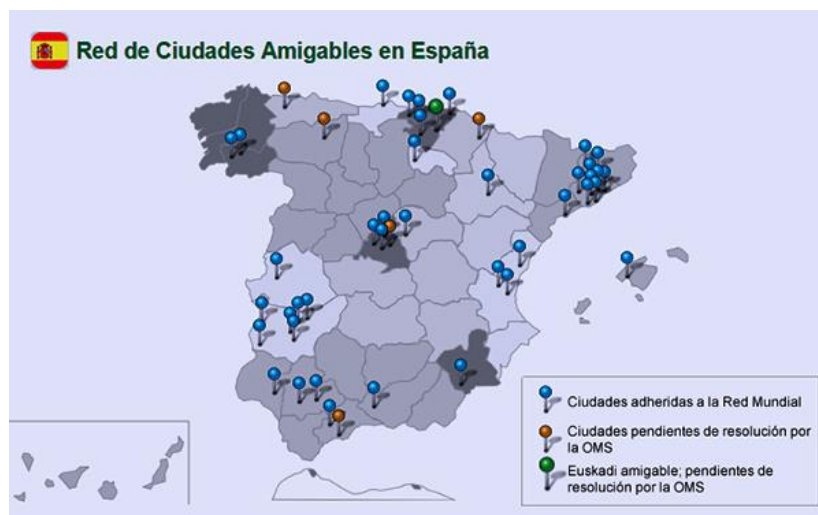 Red de Ciudades Amigables en España
Ciudades adheridas a la Red Mundial
Ciudades pendientes de resolución por
la OMS
Euskadi amigable; pendientes de
resolución por la OMS